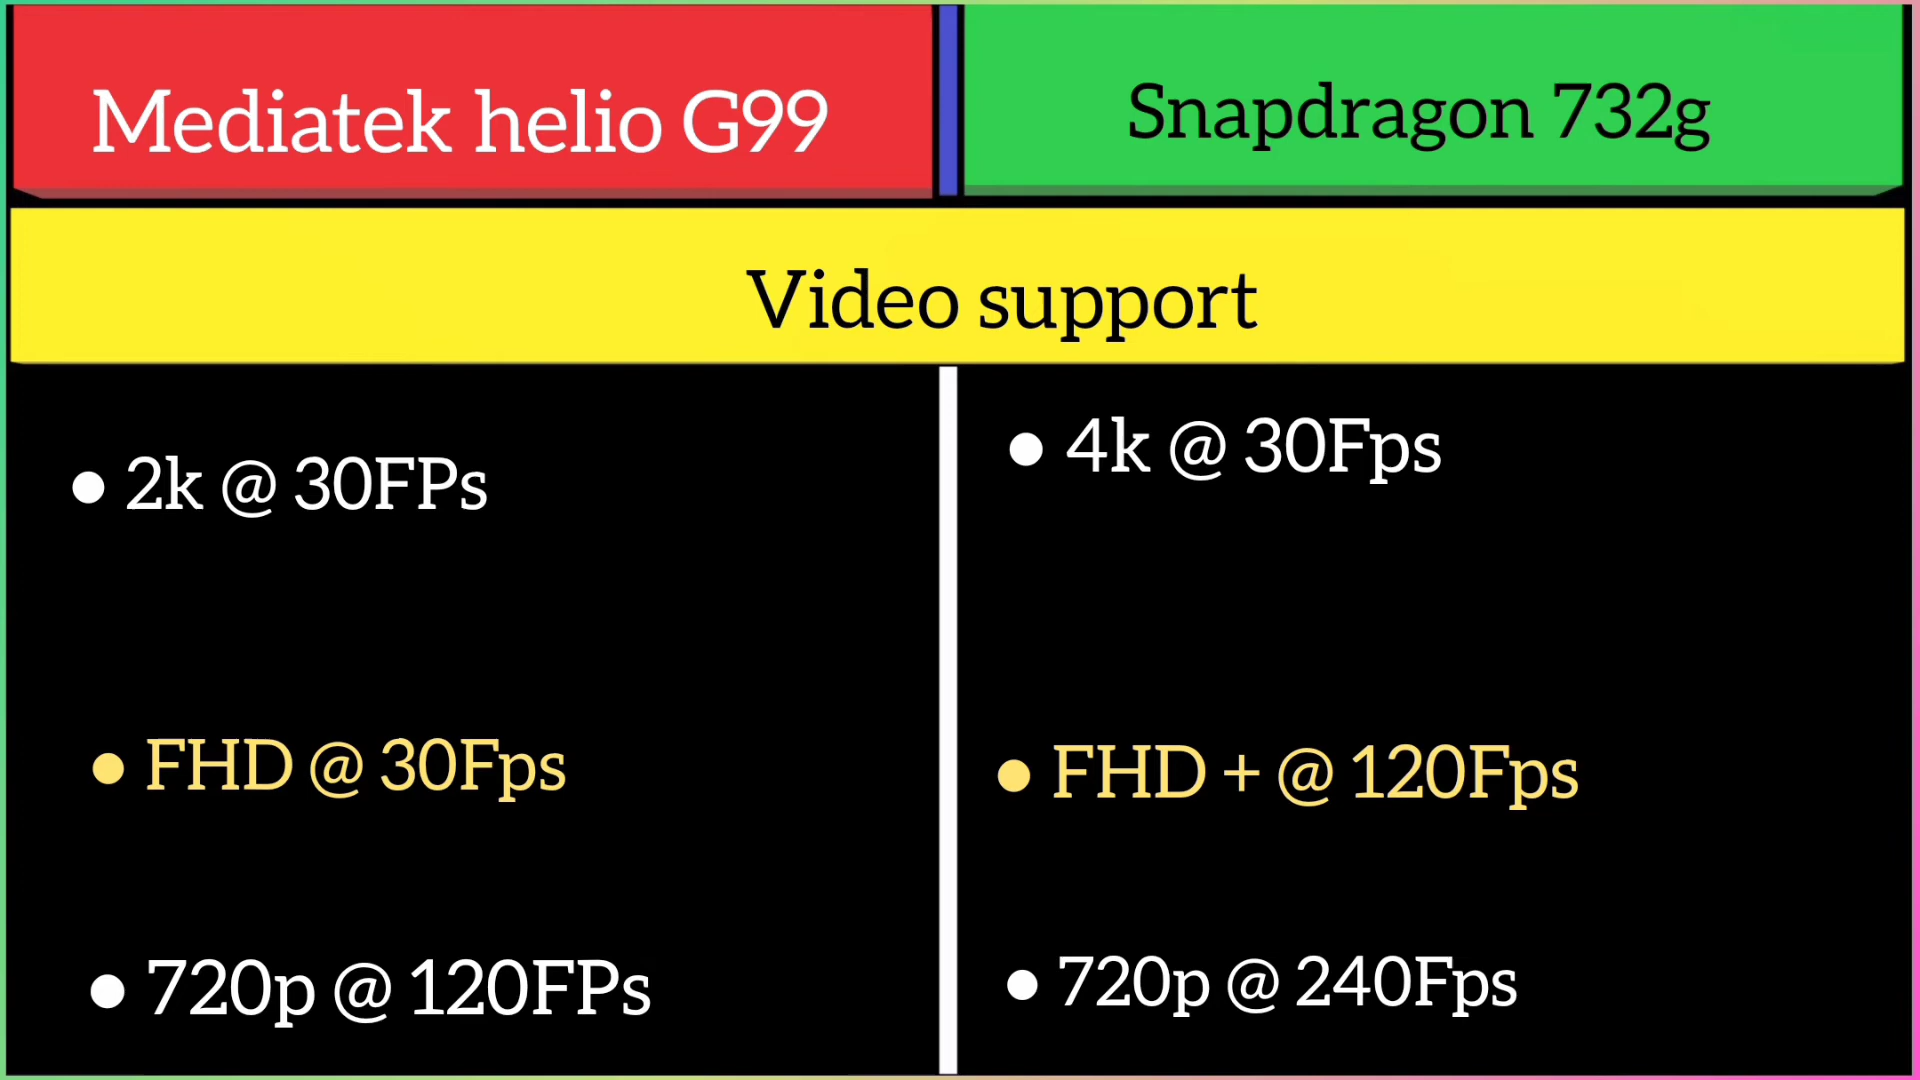 Mediatek helio G99
Snapdragon 732g
Video support
• 2k @ 30FPs
• 4k @ 30Fps
• FHD @ 30Fps
• FHD + @ 120Fps
• 720p @ 120FPs
• 720p @ 240Fps